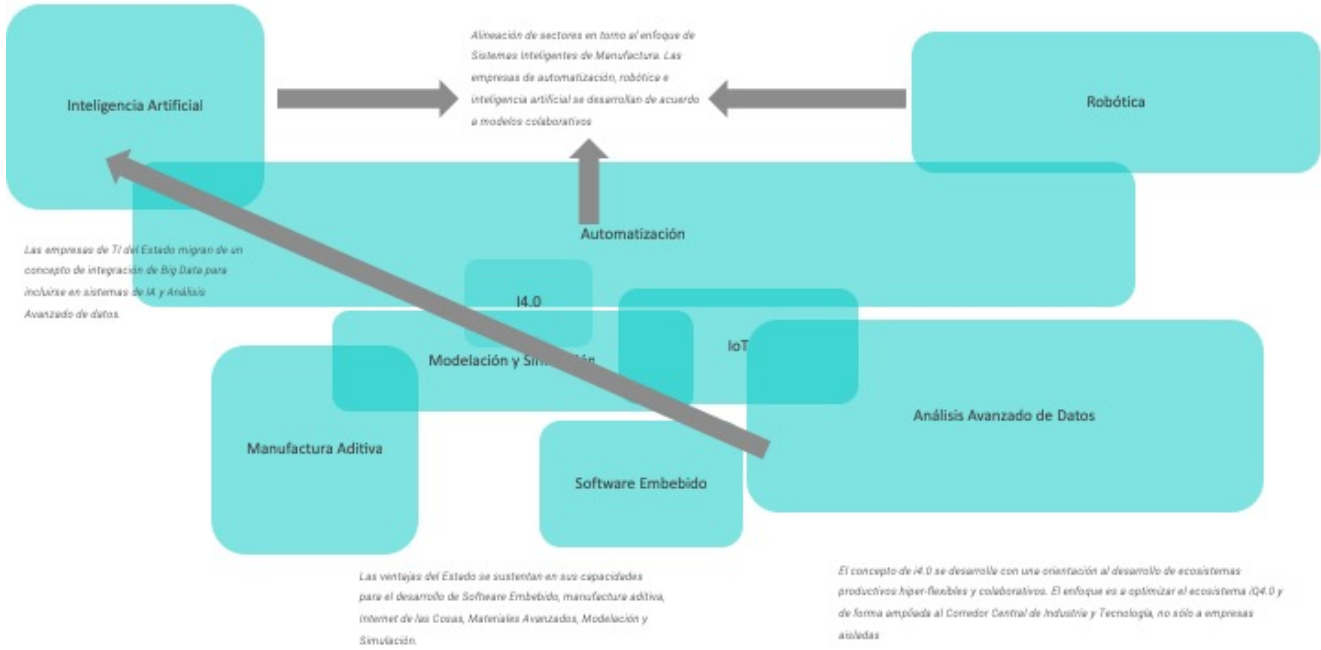 Alineación de sectores en torno al enfoque de
Sistemas Inteligentes de Manufactura. Las
empresas de automatización, robótica e
inteligencia artificial se desarrollan de acuerdo
a modelos colaborativos
Inteligencia Artificial
Robótica
Automatización
Las empresas de TI del Estado migran de un
concepto de integración de Big Data para
incluirse en sistemas de IA y Análisis
Avanzado de datos.
I4.0
IoT
Modelación y Simulación
Análisis Avanzado de Datos
Manufactura Aditiva
Software Embebido
Las ventajas del Estado se sustentan en sus capacidades
para el desarrollo de Software Embebido, manufactura aditiva,
Internet de las Cosas, Materiales Avanzados, Modelación y
Simulación.
El concepto de i4.0 se desarrolla con una orientación al desarrollo de ecosistemas
productivos hiper-flexibles y colaborativos. El enfoque es a optimizar el ecosistema iQ4.0 y
de forma ampliada al Corredor Central de Industria y Tecnología, no sólo a empresas
aisladas